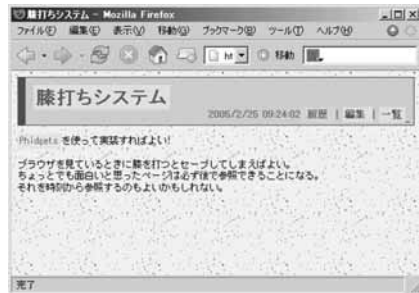 膝打ちシステム - Mozilla Firefox
ファイル(F) 編集(E) 表示(V) 移動(G) ブックマーク(B) ツール(T) ヘルプ(H)
ht 移動
膝打ちシステム
2005/2/25 09:24:02 履歴 | 編集 | 一覧
Phidgets を使って実装すればよい!
ブラウザを見ているときに膝を打つとセーブしてしまえばよい。
ちょっとでも面白いと思ったページは必ず後で参照できることになる。
それを時刻から参照するのもよいかもしれない。
完了